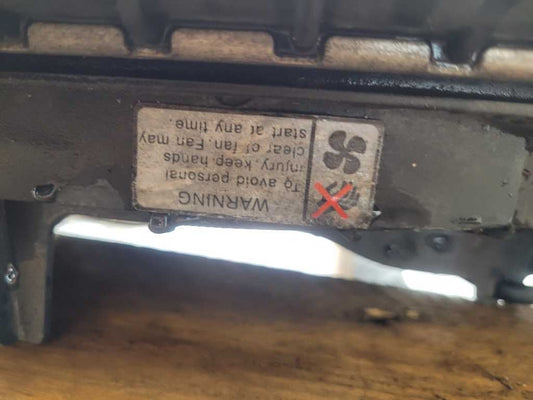 WARNING
To avoid personal
injury, keep hands
clear of fan. Fan may
start at any time.